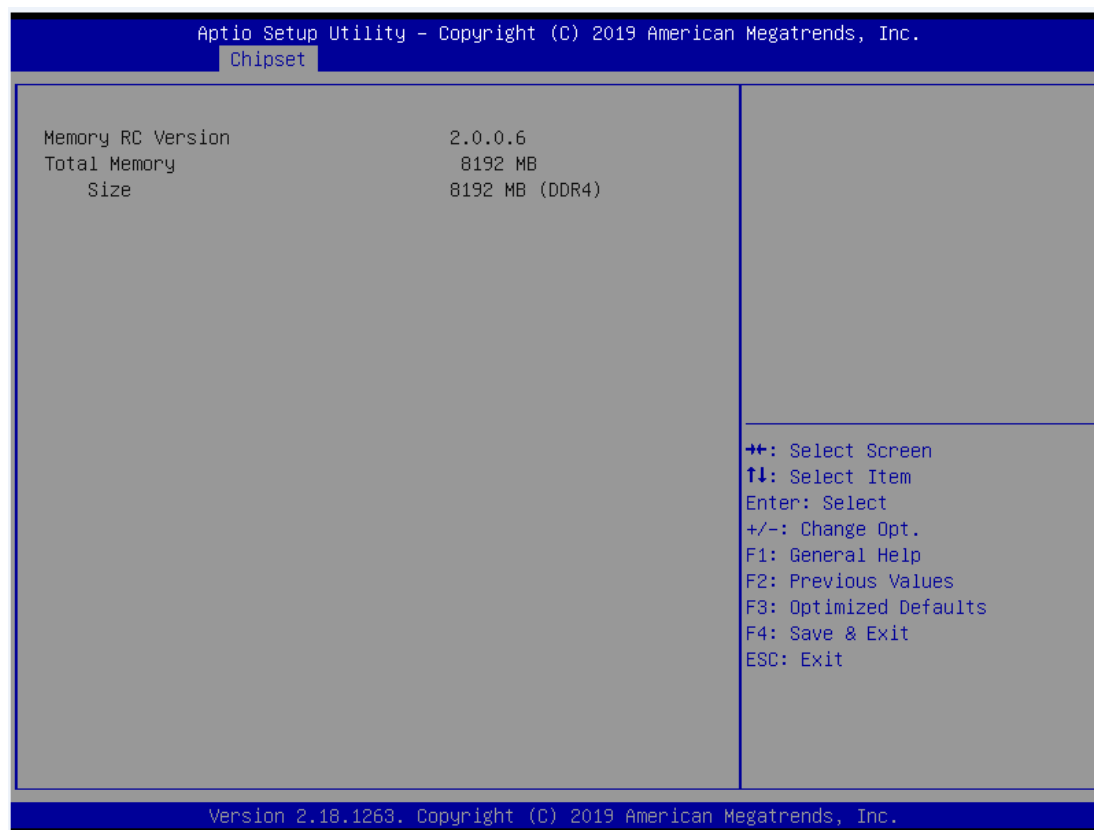 Aptio Setup Utility – Copyright (C) 2019 American Megatrends, Inc.
Chipset
Memory RC Version 2.0.0.6
Total Memory 8192 MB
Size 8192 MB (DDR4)
→←: Select Screen
↑↓: Select Item
Enter: Select
+/-: Change Opt.
F1: General Help
F2: Previous Values
F3: Optimized Defaults
F4: Save & Exit
ESC: Exit
Version 2.18.1263. Copyright (C) 2019 American Megatrends, Inc.